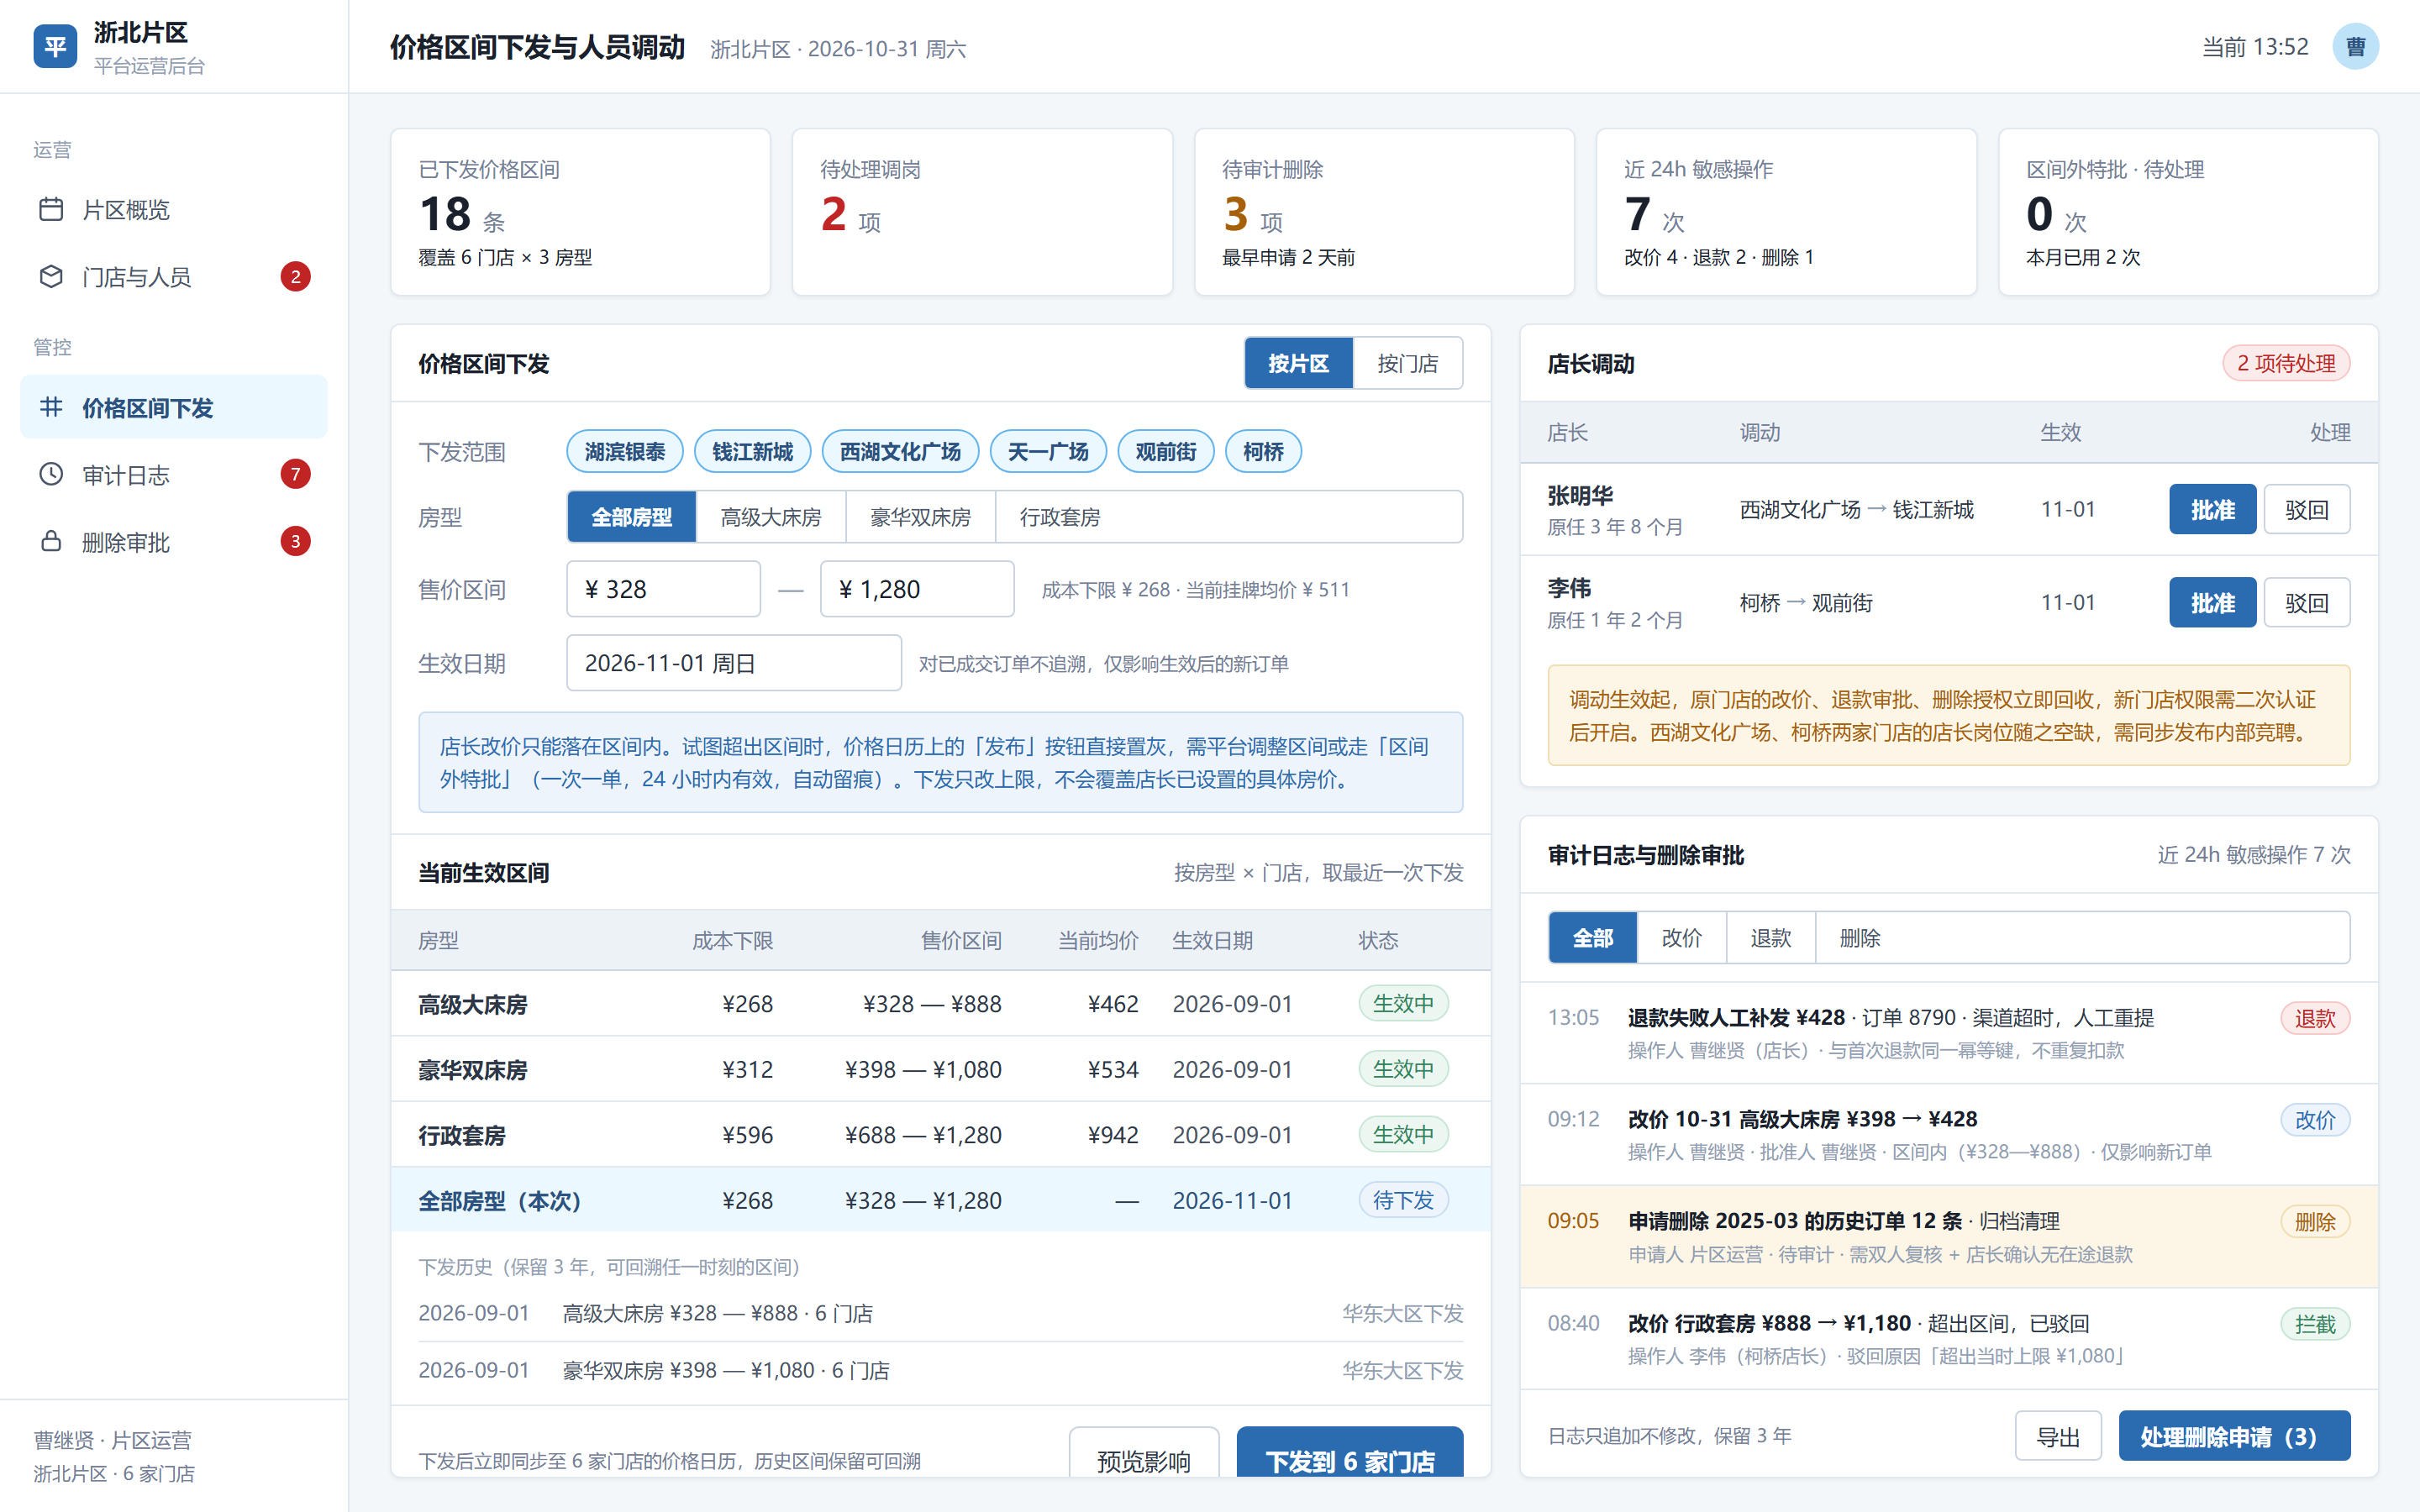 平
浙北片区
平台运营后台
运营
片区概览
门店与人员 2
管控
价格区间下发
审计日志 7
删除审批 3
曹继贤 · 片区运营
浙北片区 · 6 家门店
价格区间下发与人员调动 浙北片区 · 2026-10-31 周六
当前 13:52 曹
已下发价格区间
18 条
覆盖 6 门店 × 3 房型
待处理调岗
2 项
待审计删除
3 项
最早申请 2 天前
近 24h 敏感操作
7 次
改价 4 · 退款 2 · 删除 1
区间外特批 · 待处理
0 次
本月已用 2 次
价格区间下发 按片区 按门店
下发范围 湖滨银泰 钱江新城 西湖文化广场 天一广场 观前街 柯桥
房型 全部房型 高级大床房 豪华双床房 行政套房
售价区间 ¥ 328 — ¥ 1,280 成本下限 ¥ 268 · 当前挂牌均价 ¥ 511
生效日期 2026-11-01 周日 对已成交订单不追溯，仅影响生效后的新订单
店长改价只能落在区间内。试图超出区间时，价格日历上的「发布」按钮直接置灰，需平台调整区间或走「区间
外特批」（一次一单，24 小时内有效，自动留痕）。下发只改上限，不会覆盖店长已设置的具体房价。
当前生效区间 按房型 × 门店，取最近一次下发
房型 成本下限 售价区间 当前均价 生效日期 状态
高级大床房 ¥268 ¥328 — ¥888 ¥462 2026-09-01 生效中
豪华双床房 ¥312 ¥398 — ¥1,080 ¥534 2026-09-01 生效中
行政套房 ¥596 ¥688 — ¥1,280 ¥942 2026-09-01 生效中
全部房型（本次） ¥268 ¥328 — ¥1,280 — 2026-11-01 待下发
下发历史（保留 3 年，可回溯任一时刻的区间）
2026-09-01 高级大床房 ¥328 — ¥888 · 6 门店 华东大区下发
2026-09-01 豪华双床房 ¥398 — ¥1,080 · 6 门店 华东大区下发
下发后立即同步至 6 家门店的价格日历，历史区间保留可回溯 预览影响 下发到 6 家门店
店长调动 2 项待处理
店长 调动 生效 处理
张明华 西湖文化广场 → 钱江新城 11-01 批准 驳回
原任 3 年 8 个月
李伟 柯桥 → 观前街 11-01 批准 驳回
原任 1 年 2 个月
调动生效起，原门店的改价、退款审批、删除授权立即回收，新门店权限需二次认证
后开启。西湖文化广场、柯桥两家门店的店长岗位随之空缺，需同步发布内部竞聘。
审计日志与删除审批 近 24h 敏感操作 7 次
全部 改价 退款 删除
13:05 退款失败人工补发 ¥428 · 订单 8790 · 渠道超时，人工重提 退款
操作人 曹继贤（店长）· 与首次退款同一幂等键，不重复扣款
09:12 改价 10-31 高级大床房 ¥398 → ¥428 改价
操作人 曹继贤 · 批准人 曹继贤 · 区间内（¥328—¥888）· 仅影响新订单
09:05 申请删除 2025-03 的历史订单 12 条 · 归档清理 删除
申请人 片区运营 · 待审计 · 需双人复核 + 店长确认无在途退款
08:40 改价 行政套房 ¥888 → ¥1,180 · 超出区间，已驳回 拦截
操作人 李伟（柯桥店长）· 驳回原因「超出当时上限 ¥1,080」
日志只追加不修改，保留 3 年 导出 处理删除申请（3）